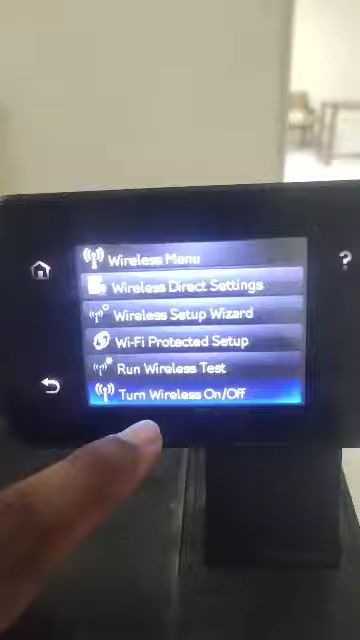 Wireless Menu
Wireless Direct Settings
Wireless Setup Wizard
Wi-Fi Protected Setup
Run Wireless Test
Turn Wireless On/Off
?